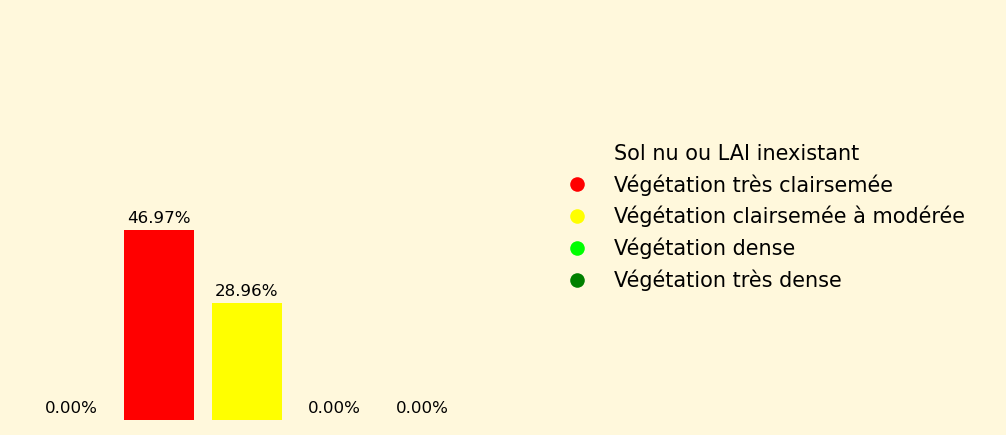 46.97%
28.96%
0.00%
0.00%
0.00%
Sol nu ou LAI inexistant
Végétation très clairsemée
Végétation clairsemée à modérée
Végétation dense
Végétation très dense